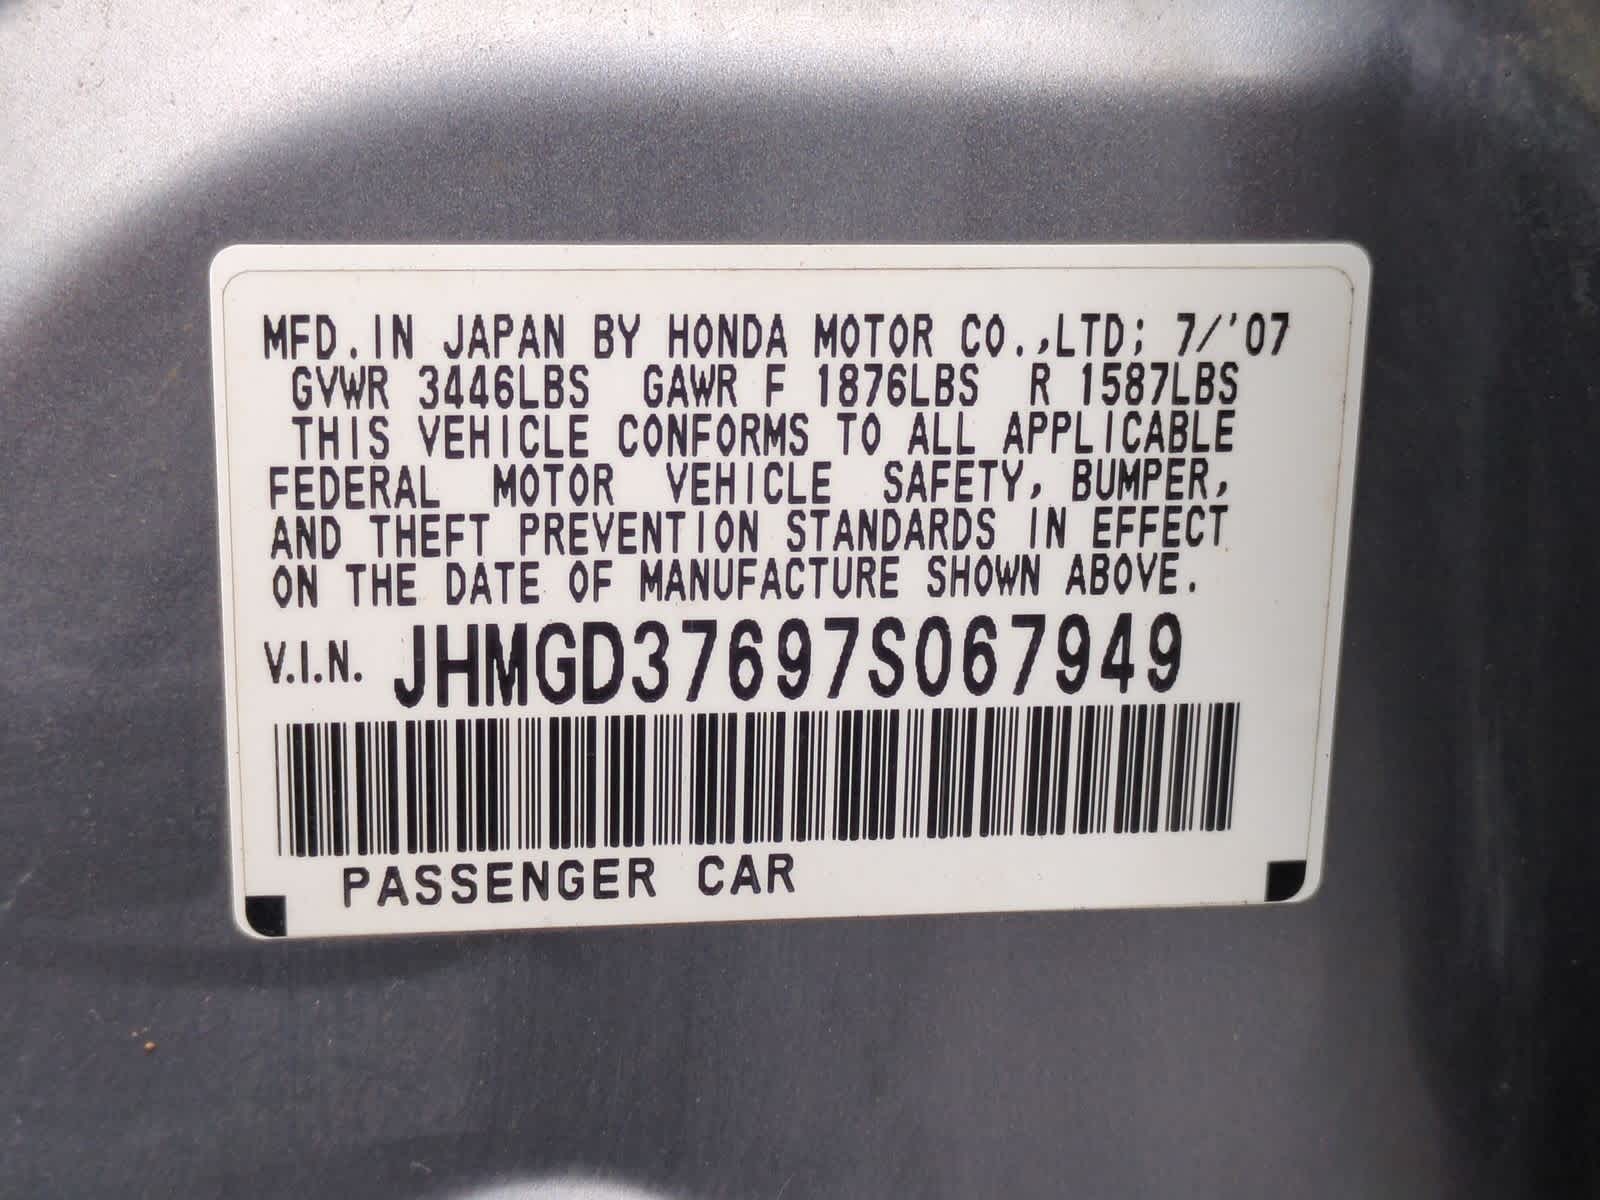 MFD. IN JAPAN BY HONDA MOTOR CO.,LTD; 7/'07
GVWR 3446LBS GAWR F 1876LBS R 1587LBS
THIS VEHICLE CONFORMS TO ALL APPLICABLE
FEDERAL MOTOR VEHICLE SAFETY, BUMPER,
AND THEFT PREVENTION STANDARDS IN EFFECT
ON THE DATE OF MANUFACTURE SHOWN ABOVE.
V.I.N. JHMGD37697S067949
PASSENGER CAR